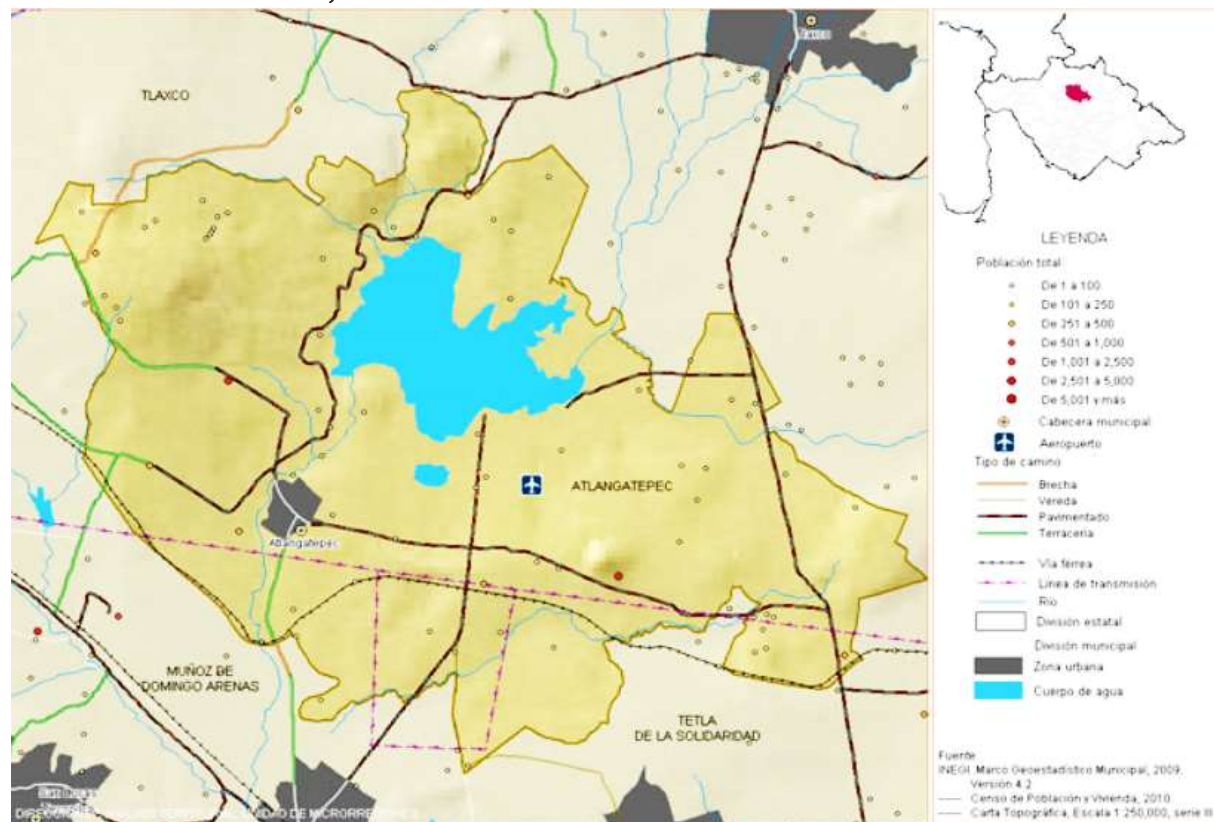 Tlaxco
TLAXCO
ATLANGATEPEC
Atlangatepec
MUÑOZ DE
DOMINGO ARENAS
TETLA
DE LA SOLIDARIDAD
LEYENDA
Población total
De 1 a 100
De 101 a 250
De 251 a 500
De 501 a 1,000
De 1,001 a 2,500
De 2,501 a 5,000
De 5,001 y más
Cabecera municipal
Aeropuerto
Tipo de camino
Brecha
Vereda
Pavimentado
Terracería
Vía férrea
Línea de transmisión
Río
División estatal
División municipal
Zona urbana
Cuerpo de agua
Fuente
INEGI. Marco Geoestadístico Municipal, 2009.
Versión 4.2
Censo de Población y Vivienda, 2010
Carta Topográfica, Escala 1:250,000, serie III